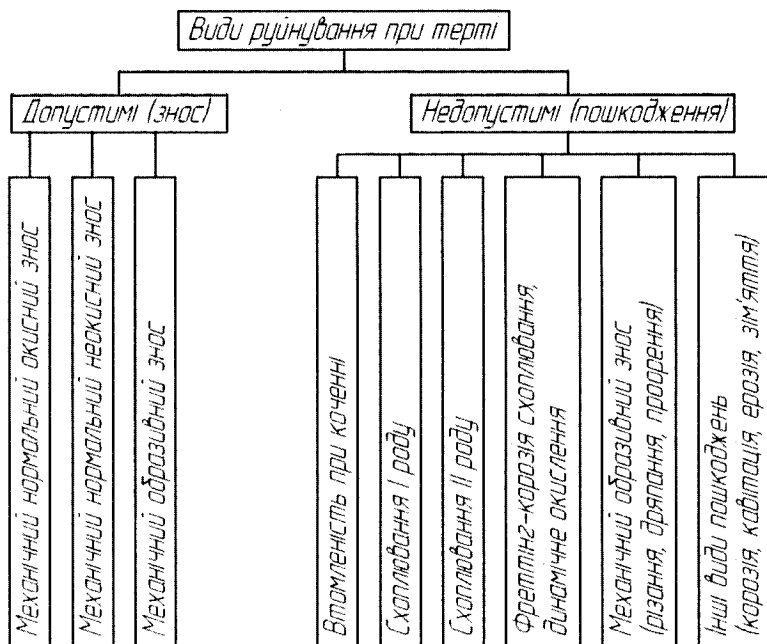 Види руйнування при терті
Допустимі (знос)
Недопустимі (пошкодження)
Механічний нормальний окисний знос
Механічний нормальний неокисний знос
Механічний образивний знос
Втомленість при коченні
Схоплювання І роду
Схоплювання ІІ роду
Фреттінг-корозія схоплювання,
динамічне окислення
Механічний образивний знос
(різання, дряпання, проорення)
Інші види пошкоджень
(корозія, кавітація, ерозія, зім'яття)